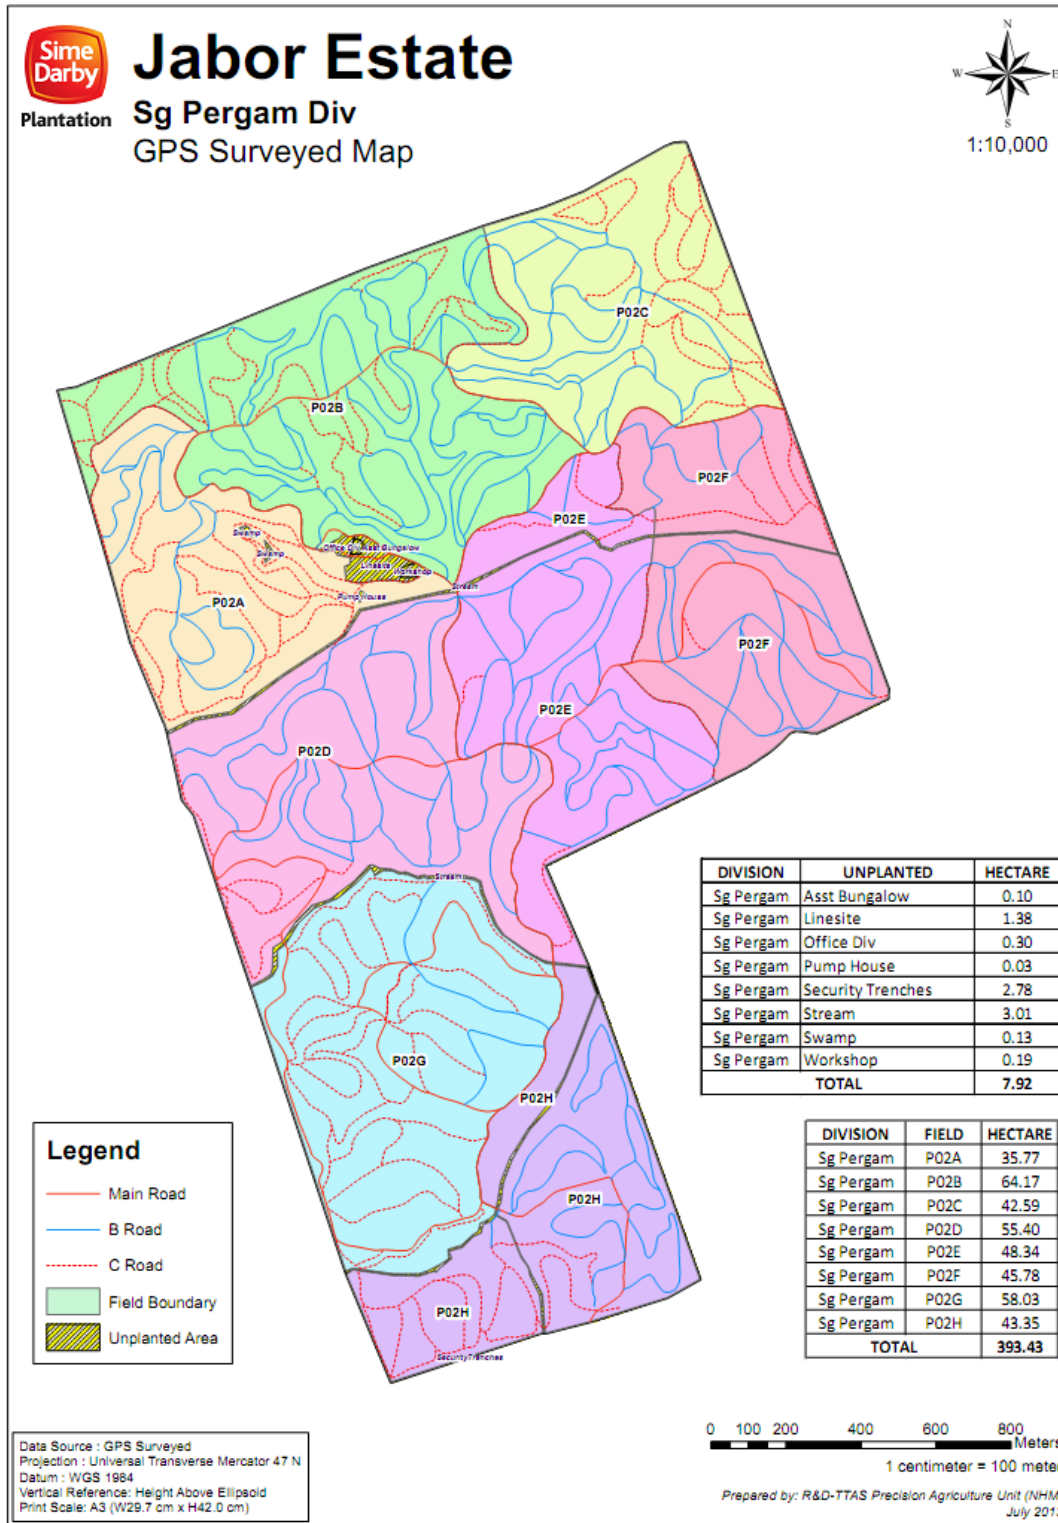 Sime
Darby
Plantation
Jabor Estate
Sg Pergam Div
GPS Surveyed Map
N
W E
S
1:10,000
P02C
P02B
P02F
P02E
Swamp
Swamp
Office Div Asst Bungalow
Linesite
Workshop
Stream
Pump House
P02A
P02F
P02E
P02D
Stream
P02G
P02H
P02H
P02H
Security Trenches
DIVISION UNPLANTED HECTARE
Sg Pergam Asst Bungalow 0.10
Sg Pergam Linesite 1.38
Sg Pergam Office Div 0.30
Sg Pergam Pump House 0.03
Sg Pergam Security Trenches 2.78
Sg Pergam Stream 3.01
Sg Pergam Swamp 0.13
Sg Pergam Workshop 0.19
TOTAL 7.92
DIVISION FIELD HECTARE
Sg Pergam P02A 35.77
Sg Pergam P02B 64.17
Sg Pergam P02C 42.59
Sg Pergam P02D 55.40
Sg Pergam P02E 48.34
Sg Pergam P02F 45.78
Sg Pergam P02G 58.03
Sg Pergam P02H 43.35
TOTAL 393.43
Legend
Main Road
B Road
C Road
Field Boundary
Unplanted Area
Data Source : GPS Surveyed
Projection : Universal Transverse Mercator 47 N
Datum : WGS 1984
Vertical Reference: Height Above Ellipsoid
Print Scale: A3 (W29.7 cm x H42.0 cm)
0 100 200 400 600 800
Meters
1 centimeter = 100 meter
Prepared by: R&D-TTAS Precision Agriculture Unit (NHM
July 201